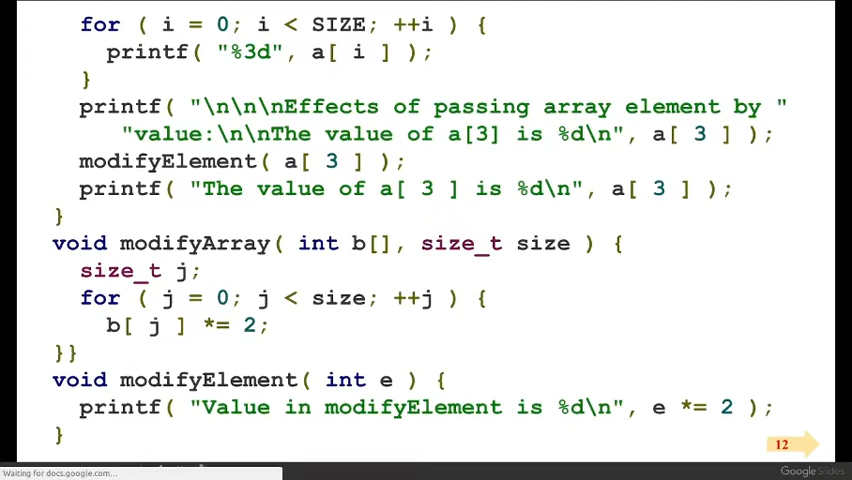 for ( i = 0; i < SIZE; ++i ) {
printf( "%3d", a[ i ] );
}
printf( "\n\n\nEffects of passing array element by "
"value:\n\nThe value of a[3] is %d\n", a[ 3 ] );
modifyElement( a[ 3 ] );
printf( "The value of a[ 3 ] is %d\n", a[ 3 ] );
}
void modifyArray( int b[], size_t size ) {
size_t j;
for ( j = 0; j < size; ++j ) {
b[ j ] *= 2;
}}
void modifyElement( int e ) {
printf( "Value in modifyElement is %d\n", e *= 2 );
}
12
Waiting for docs.google.com...
Google Slides